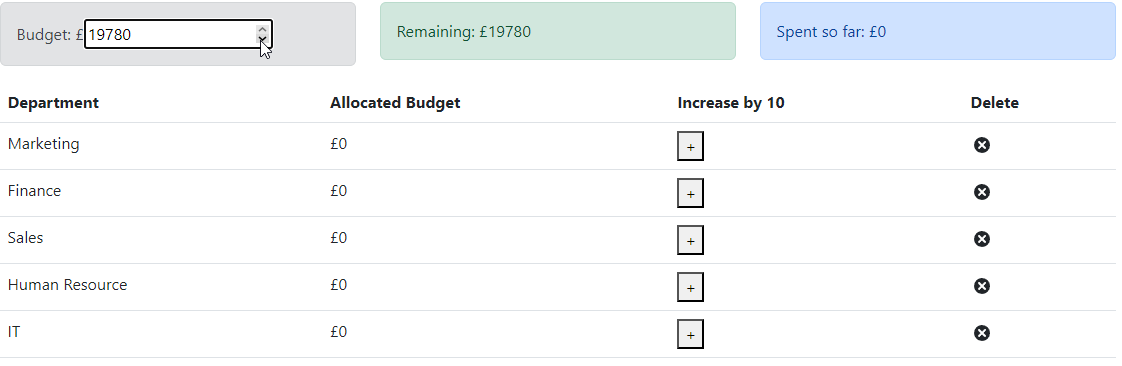 Budget: £ 19780 Remaining: £19780 Spent so far: £0
Department Allocated Budget Increase by 10 Delete
Marketing £0 +
Finance £0 +
Sales £0 +
Human Resource £0 +
IT £0 +